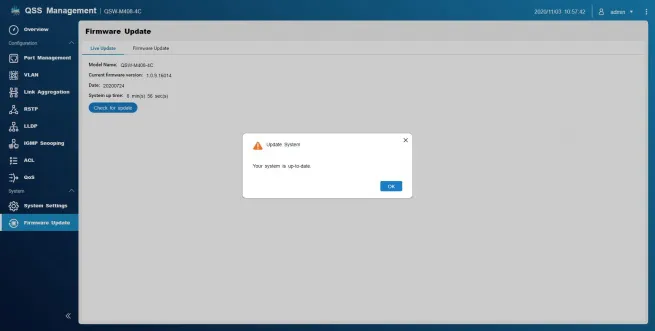 QSS Management | QSW-M408-4C
2020/11/03 10:57:42
admin
Overview
Configuration
Port Management
VLAN
Link Aggregation
RSTP
LLDP
IGMP Snooping
ACL
QoS
System
System Settings
Firmware Update
Firmware Update
Live Update
Firmware Update
Model Name: QSW-M408-4C
Current firmware version: 1.0.5.16014
Date: 20200724
System up time: 6 min(s) 56 sec(s)
Check for update
Update System
Your system is up-to-date.
OK